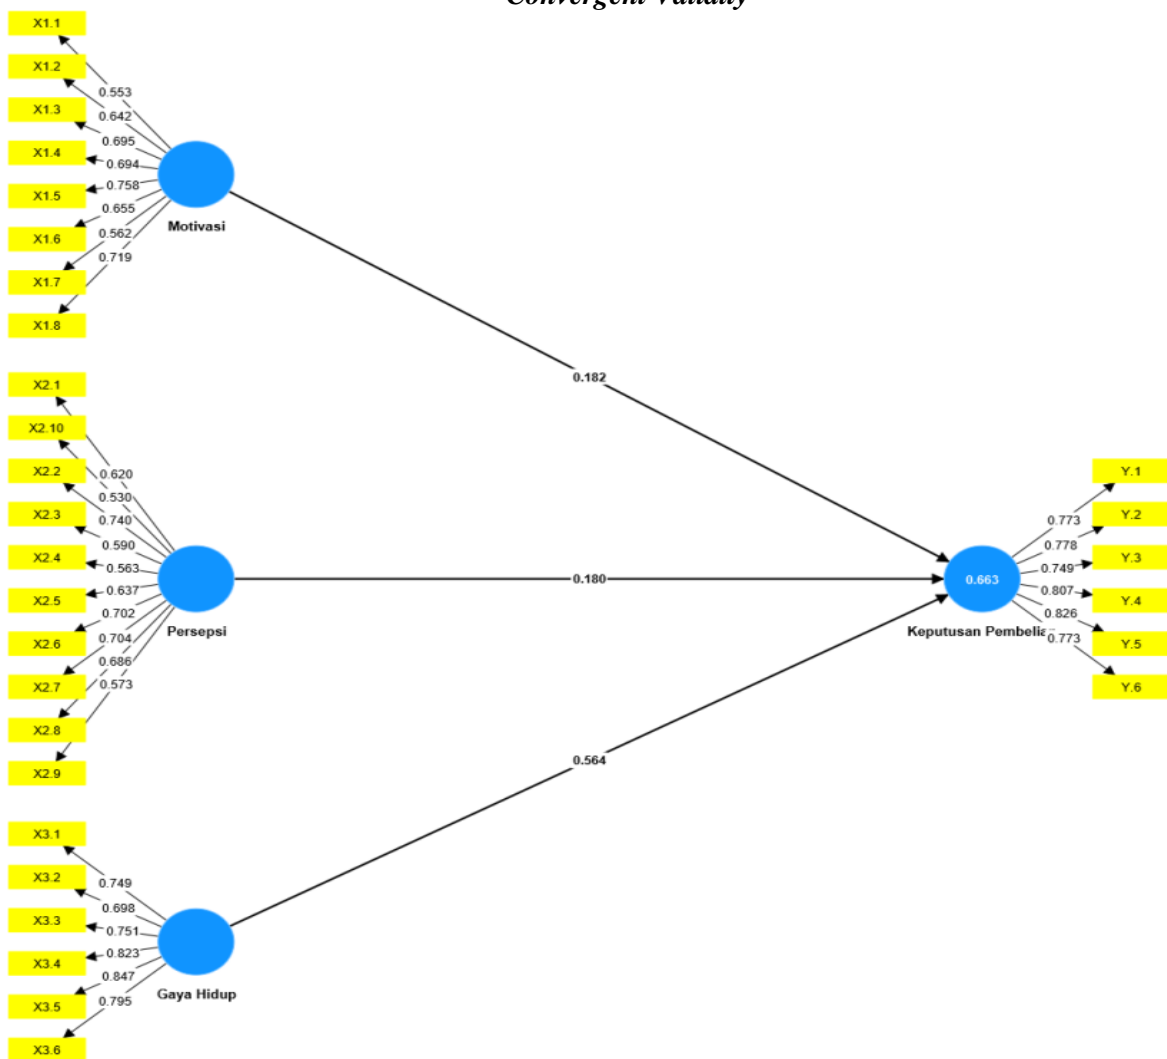 Convergent Validity
X1.1
X1.2
X1.3
X1.4
X1.5
X1.6
X1.7
X1.8
0.553
0.642
0.695
0.694
0.758
0.655
0.562
0.719
Motivasi
0.182
X2.1
X2.10
X2.2
X2.3
X2.4
X2.5
X2.6
X2.7
X2.8
X2.9
0.620
0.530
0.740
0.590
0.563
0.637
0.702
0.704
0.686
0.573
Persepsi
0.180
X3.1
X3.2
X3.3
X3.4
X3.5
X3.6
0.749
0.698
0.751
0.823
0.847
0.795
Gaya Hidup
0.564
0.663
Keputusan Pembelia
0.773
0.778
0.749
0.807
0.826
0.773
Y.1
Y.2
Y.3
Y.4
Y.5
Y.6